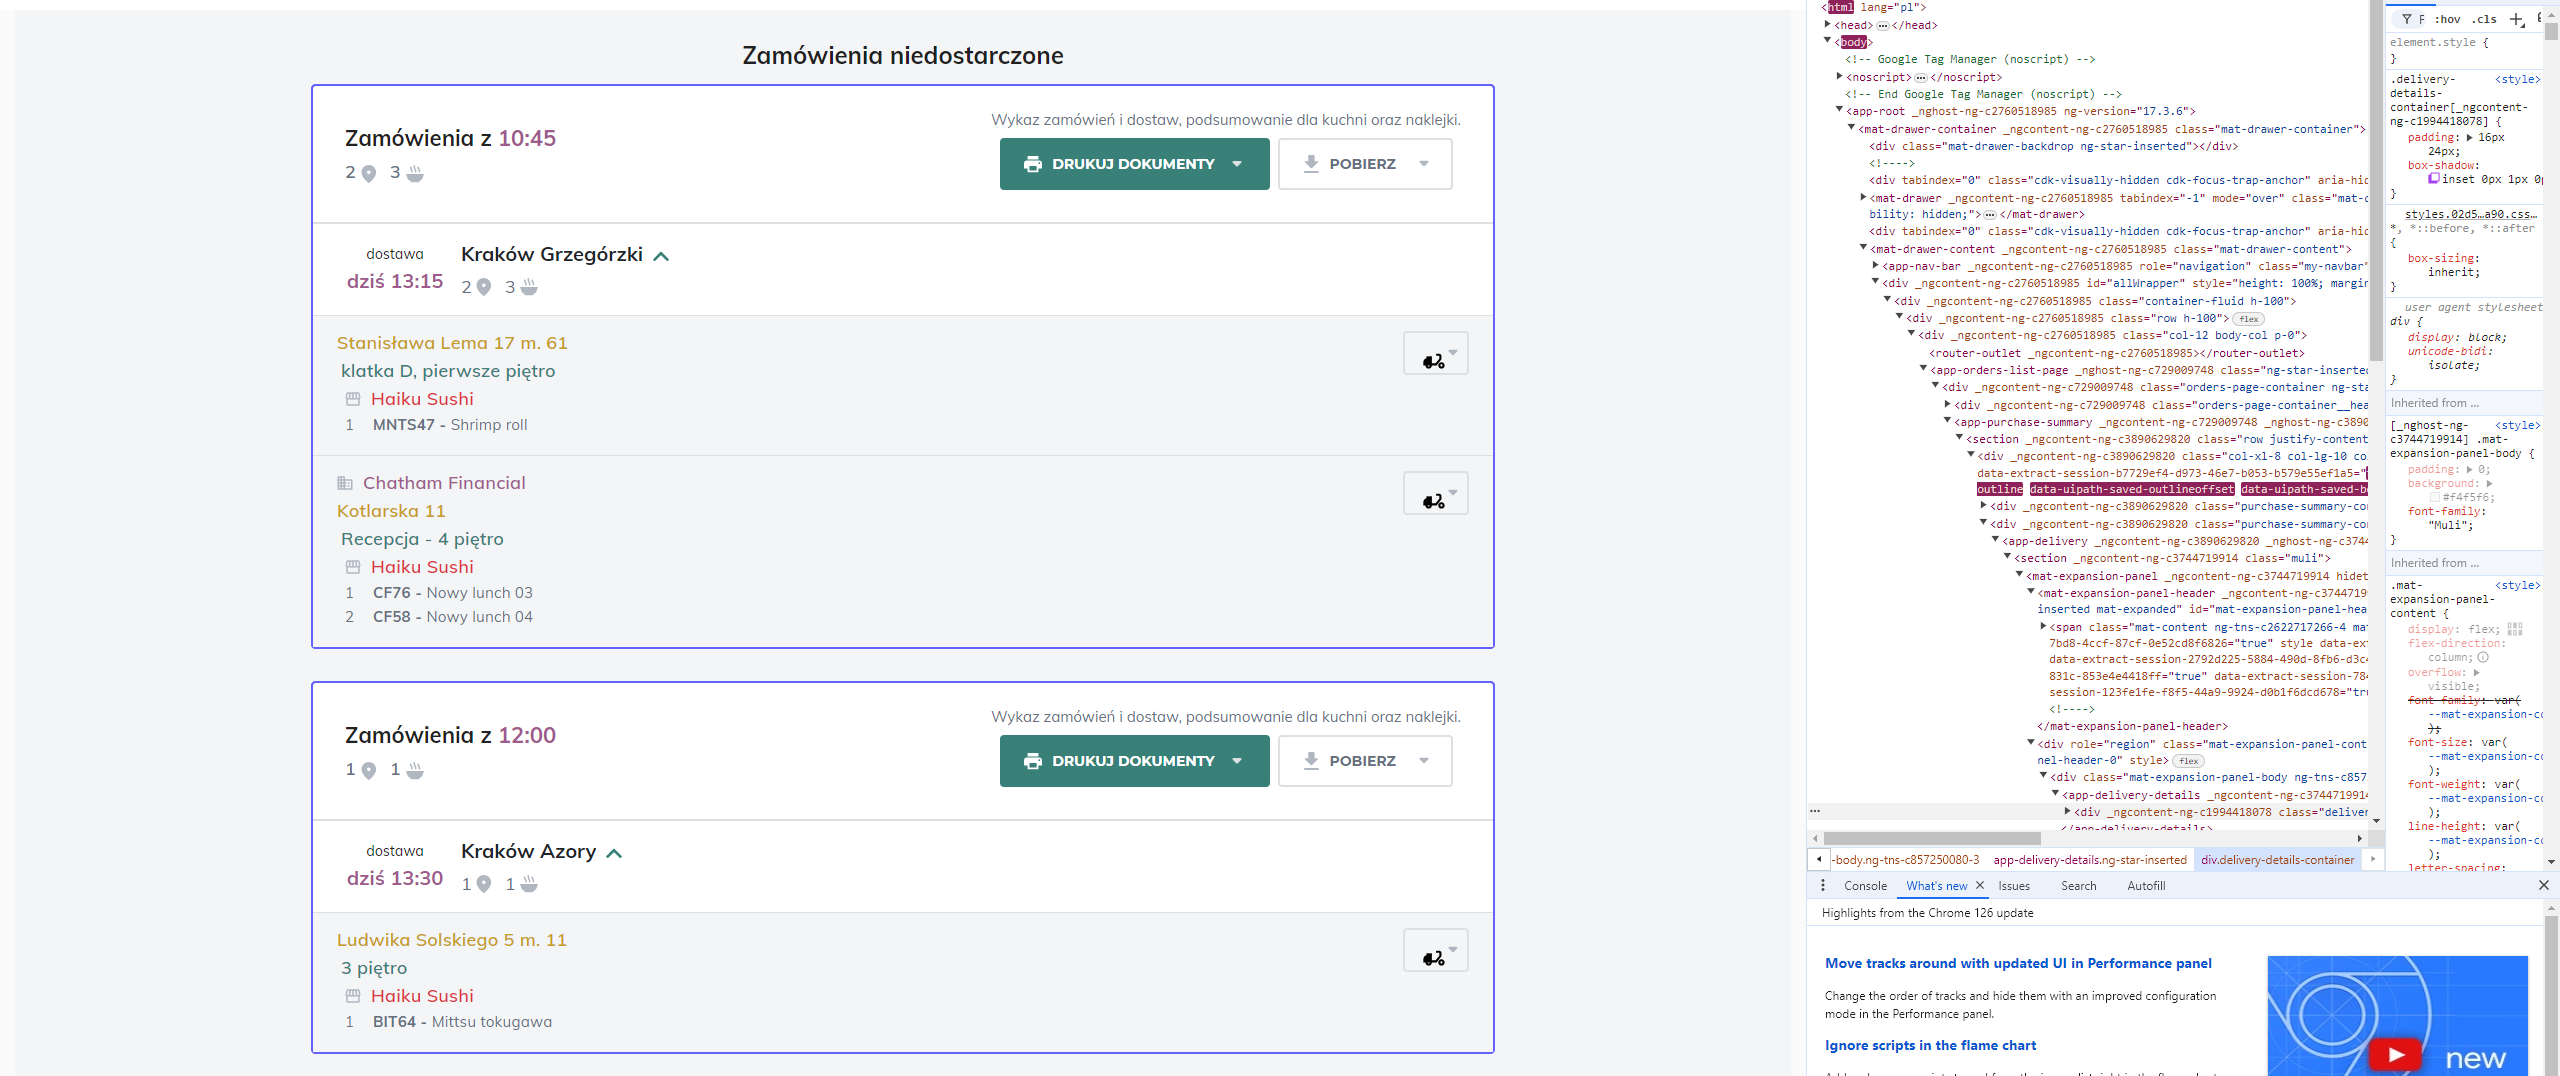 Zamówienia niedostarczone
Zamówienia z 10:45
2 3
Wykaz zamówień i dostaw, podsumowanie dla kuchni oraz naklejki.
DRUKUJ DOKUMENTY
POBIERZ
dostawa
dziś 13:15
Kraków Grzegórzki
2 3
Stanisława Lema 17 m. 61
klatka D, pierwsze piętro
Haiku Sushi
1 MNTS47 - Shrimp roll
Chatham Financial
Kotlarska 11
Recepcja - 4 piętro
Haiku Sushi
1 CF76 - Nowy lunch 03
2 CF58 - Nowy lunch 04
Zamówienia z 12:00
1 1
Wykaz zamówień i dostaw, podsumowanie dla kuchni oraz naklejki.
DRUKUJ DOKUMENTY
POBIERZ
dostawa
dziś 13:30
Kraków Azory
1 1
Ludwika Solskiego 5 m. 11
3 piętro
Haiku Sushi
1 BIT64 - Mittsu tokugawa
<html lang="pl">
<head> </head>
<body>
<!-- Google Tag Manager (noscript) -->
<noscript> </noscript>
<!-- End Google Tag Manager (noscript) -->
<app-root _nghost-ng-c2760518985 ng-version="17.3.6">
<mat-drawer-container _ngcontent-ng-c2760518985 class="mat-drawer-container">
<div class="mat-drawer-backdrop ng-star-inserted"></div>
<!---->
<div tabindex="0" class="cdk-visually-hidden cdk-focus-trap-anchor" aria-hid
<mat-drawer _ngcontent-ng-c2760518985 tabindex="-1" mode="over" class="mat-d
bility: hidden;"> </mat-drawer>
<div tabindex="0" class="cdk-visually-hidden cdk-focus-trap-anchor" aria-hid
<mat-drawer-content _ngcontent-ng-c2760518985 class="mat-drawer-content">
<app-nav-bar _ngcontent-ng-c2760518985 role="navigation" class="my-navbar"
<div _ngcontent-ng-c2760518985 id="allWrapper" style="height: 100%; margin
<div _ngcontent-ng-c2760518985 class="container-fluid h-100">
<div _ngcontent-ng-c2760518985 class="row h-100"> flex
<div _ngcontent-ng-c2760518985 class="col-12 body-col p-0">
<router-outlet _ngcontent-ng-c2760518985></router-outlet>
<app-orders-list-page _nghost-ng-c729009748 class="ng-star-inserted
<div _ngcontent-ng-c729009748 class="orders-page-container ng-sta
<div _ngcontent-ng-c729009748 class="orders-page-container__hea
<app-purchase-summary _ngcontent-ng-c729009748 _nghost-ng-c3890
<section _ngcontent-ng-c3890629820 class="row justify-content
<div _ngcontent-ng-c3890629820 class="col-xl-8 col-lg-10 co
data-extract-session-b7729ef4-d973-46e7-b053-b579e55ef1a5="
outline data-uipath-saved-outlineoffset data-uipath-saved-b
<div _ngcontent-ng-c3890629820 class="purchase-summary-co
<div _ngcontent-ng-c3890629820 class="purchase-summary-co
<app-delivery _ngcontent-ng-c3890629820 _nghost-ng-c3744
<section _ngcontent-ng-c3744719914 class="muli">
<mat-expansion-panel _ngcontent-ng-c3744719914 hidet
<mat-expansion-panel-header _ngcontent-ng-c37447199
inserted mat-expanded" id="mat-expansion-panel-hea
<span class="mat-content ng-tns-c2622717266-4 ma
7bd8-4ccf-87cf-0e52cd8f6826="true" style data-ex
data-extract-session-2792d225-5884-490d-8fb6-d3c
831c-853e4e4418ff="true" data-extract-session-784
session-123fe1fe-f8f5-44a9-9924-d0b1f6dcd678="tru
<!---->
</mat-expansion-panel-header>
<div role="region" class="mat-expansion-panel-cont
nel-header-0" style> flex
<div class="mat-expansion-panel-body ng-tns-c857
<app-delivery-details _ngcontent-ng-c3744719914
<div _ngcontent-ng-c1994418078 class="deliver
</app-delivery-details>
-body.ng-tns-c857250080-3 app-delivery-details.ng-star-inserted div.delivery-details-container
F :hov .cls
element.style {
}
.delivery- <style>
details-
container[_ngcontent-
ng-c1994418078] {
padding: 16px
24px;
box-shadow:
inset 0px 1px 0p
}
styles.02d5…a90.css…
*, *::before, *::after
{
box-sizing:
inherit;
}
user agent stylesheet
div {
display: block;
unicode-bidi:
isolate;
}
Inherited from …
[_nghost-ng- <style>
c3744719914] .mat-
expansion-panel-body {
padding: 0;
background:
#f4f5f6;
font-family:
"Muli";
}
Inherited from …
.mat- <style>
expansion-panel-
content {
display: flex;
flex-direction:
column;
overflow:
visible;
font-family: var(
--mat-expansion-co
);
font-size: var(
--mat-expansion-co
);
font-weight: var(
--mat-expansion-co
);
line-height: var(
--mat-expansion-co
);
letter-spacing:
Console What's new Issues Search Autofill
Highlights from the Chrome 126 update
Move tracks around with updated UI in Performance panel
Change the order of tracks and hide them with an improved configuration
mode in the Performance panel.
Ignore scripts in the flame chart
new